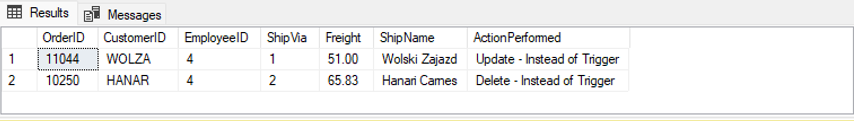 Results Messages
OrderID CustomerID EmployeeID ShipVia Freight ShipName ActionPerformed
1 11044 WOLZA 4 1 51.00 Wolski Zajazd Update - Instead of Trigger
2 10250 HANAR 4 2 65.83 Hanari Carnes Delete - Instead of Trigger